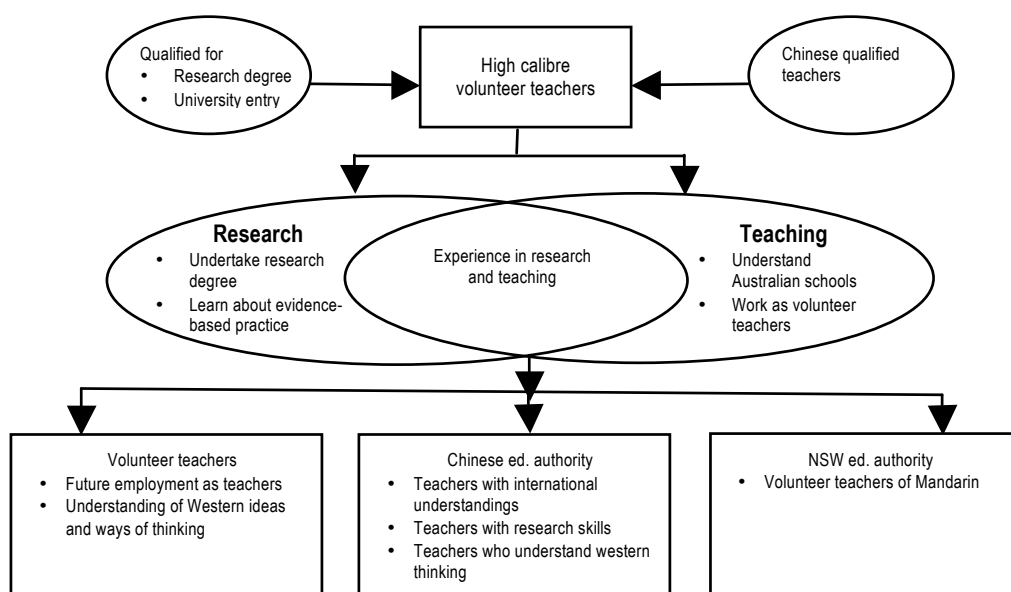 Qualified for
• Research degree
• University entry
High calibre
volunteer teachers
Chinese qualified
teachers
Research
• Undertake research
degree
• Learn about evidence-
based practice
Experience in research
and teaching
Teaching
• Understand
Australian schools
• Work as volunteer
teachers
Volunteer teachers
• Future employment as teachers
• Understanding of Western ideas
and ways of thinking
Chinese ed. authority
• Teachers with international
understandings
• Teachers with research skills
• Teachers who understand western
thinking
NSW ed. authority
• Volunteer teachers of Mandarin